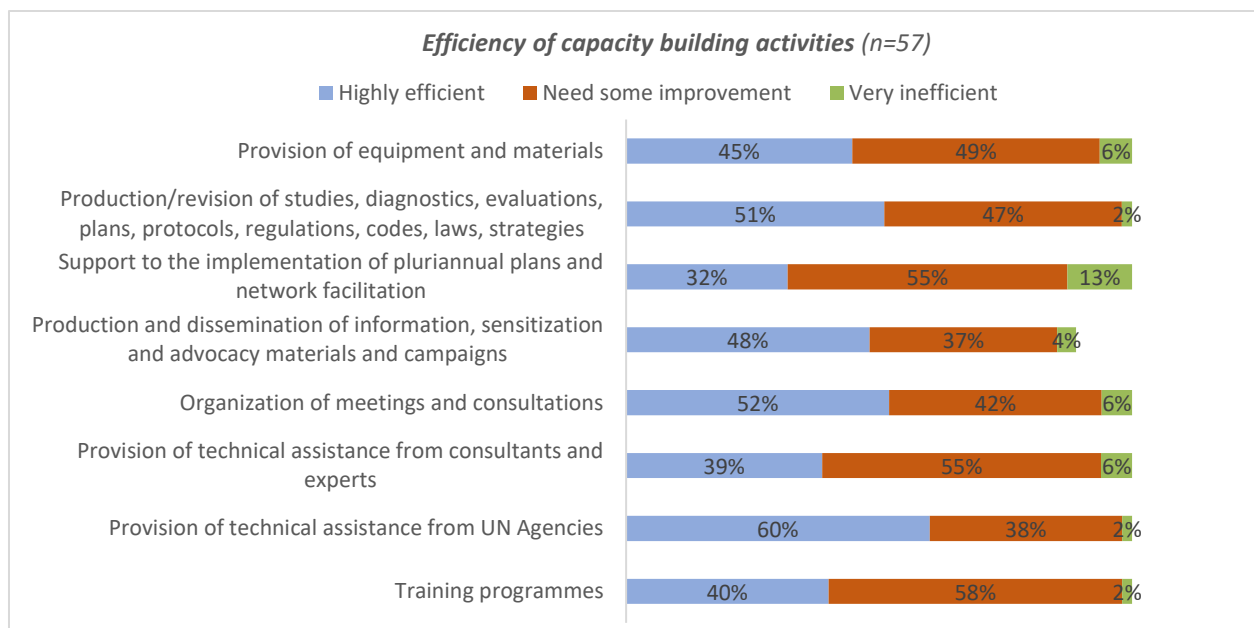 Efficiency of capacity building activities (n=57)
Highly efficient Need some improvement Very inefficient
Provision of equipment and materials 45% 49% 6%
Production/revision of studies, diagnostics, evaluations,
plans, protocols, regulations, codes, laws, strategies 51% 47% 2%
Support to the implementation of pluriannual plans and
network facilitation 32% 55% 13%
Production and dissemination of information, sensitization
and advocacy materials and campaigns 48% 37% 4%
Organization of meetings and consultations 52% 42% 6%
Provision of technical assistance from consultants and
experts 39% 55% 6%
Provision of technical assistance from UN Agencies 60% 38% 2%
Training programmes 40% 58% 2%